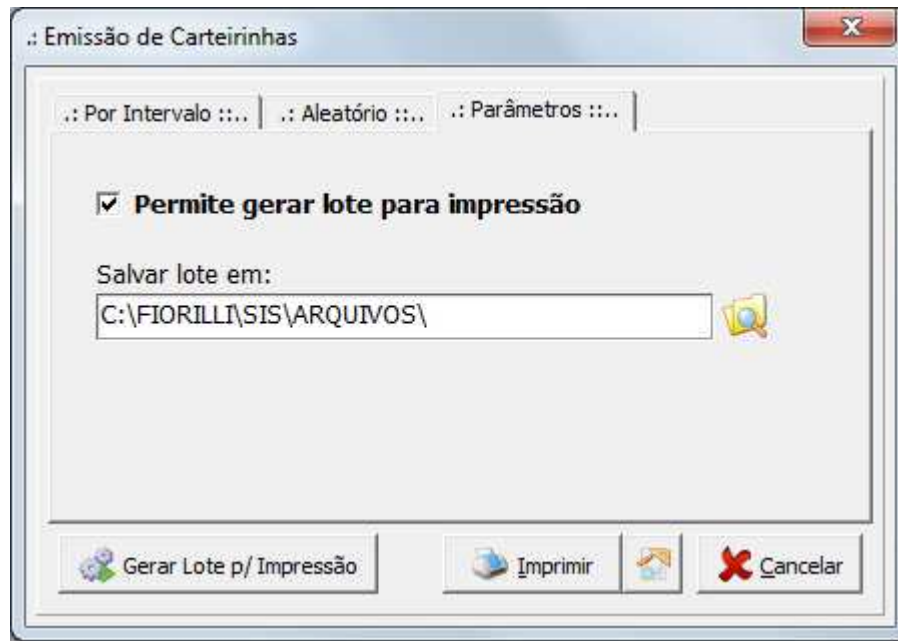 .: Emissão de Carteirinhas
.: Por Intervalo ::.. .: Aleatório ::.. .: Parâmetros ::..
Permite gerar lote para impressão
Salvar lote em:
C:\FIORILLI\SIS\ARQUIVOS\
Gerar Lote p/ Impressão Imprimir Cancelar